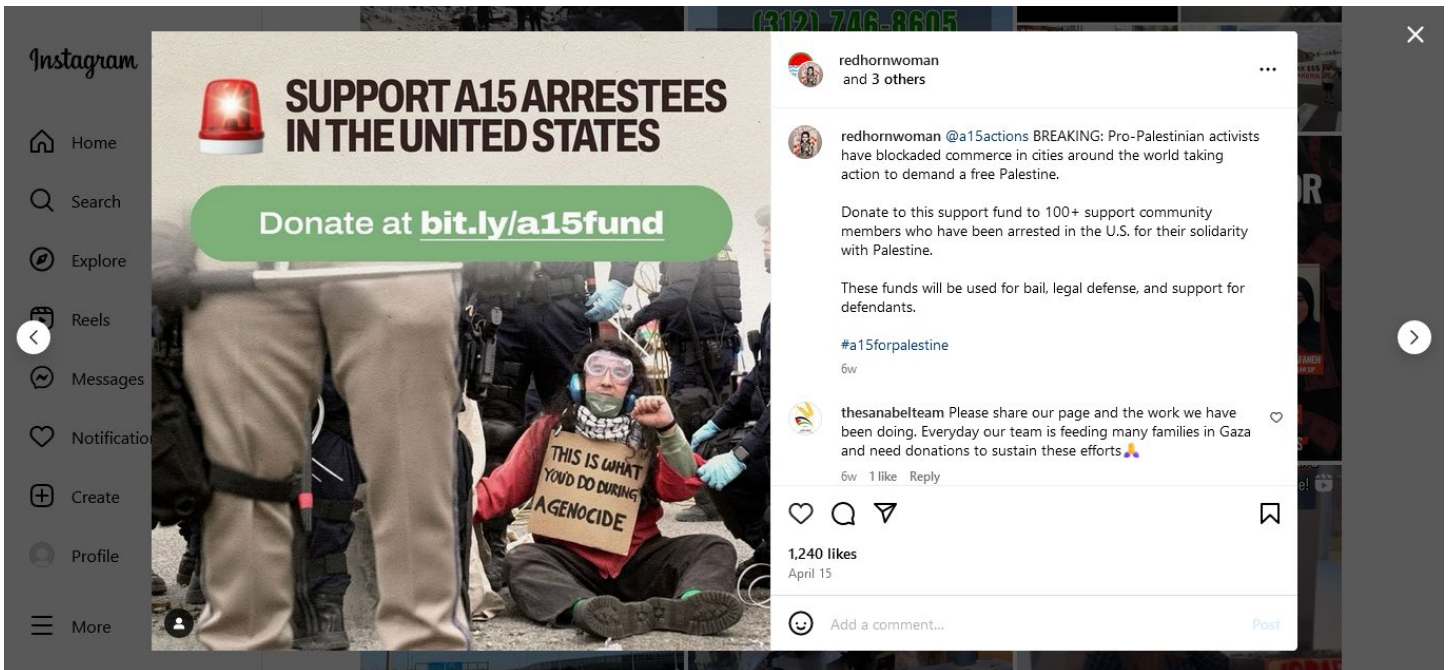 (312) 746-8605
Instagram
Home
Search
Explore
Reels
Messages
Notificatio
Create
Profile
More
SUPPORT A15 ARRESTEES
IN THE UNITED STATES
Donate at bit.ly/a15fund
THIS IS WHAT
YOU'D DO DURING
A GENOCIDE
redhornwoman
and 3 others
redhornwoman @a15actions BREAKING: Pro-Palestinian activists
have blockaded commerce in cities around the world taking
action to demand a free Palestine.
Donate to this support fund to 100+ support community
members who have been arrested in the U.S. for their solidarity
with Palestine.
These funds will be used for bail, legal defense, and support for
defendants.
#a15forpalestine
6w
thesanabelteam Please share our page and the work we have
been doing. Everyday our team is feeding many families in Gaza
and need donations to sustain these efforts🙏
6w 1 like Reply
1,240 likes
April 15
Add a comment...
Post